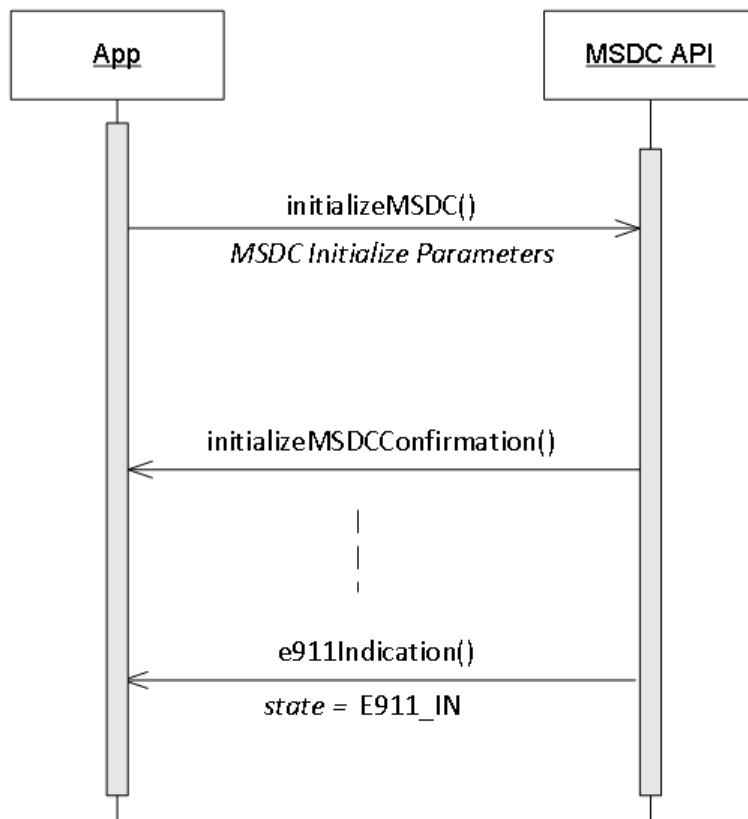 App
MSDC API
initializeMSDC()
MSDC Initialize Parameters
initializeMSDCConfirmation()
e911Indication()
state = E911_IN